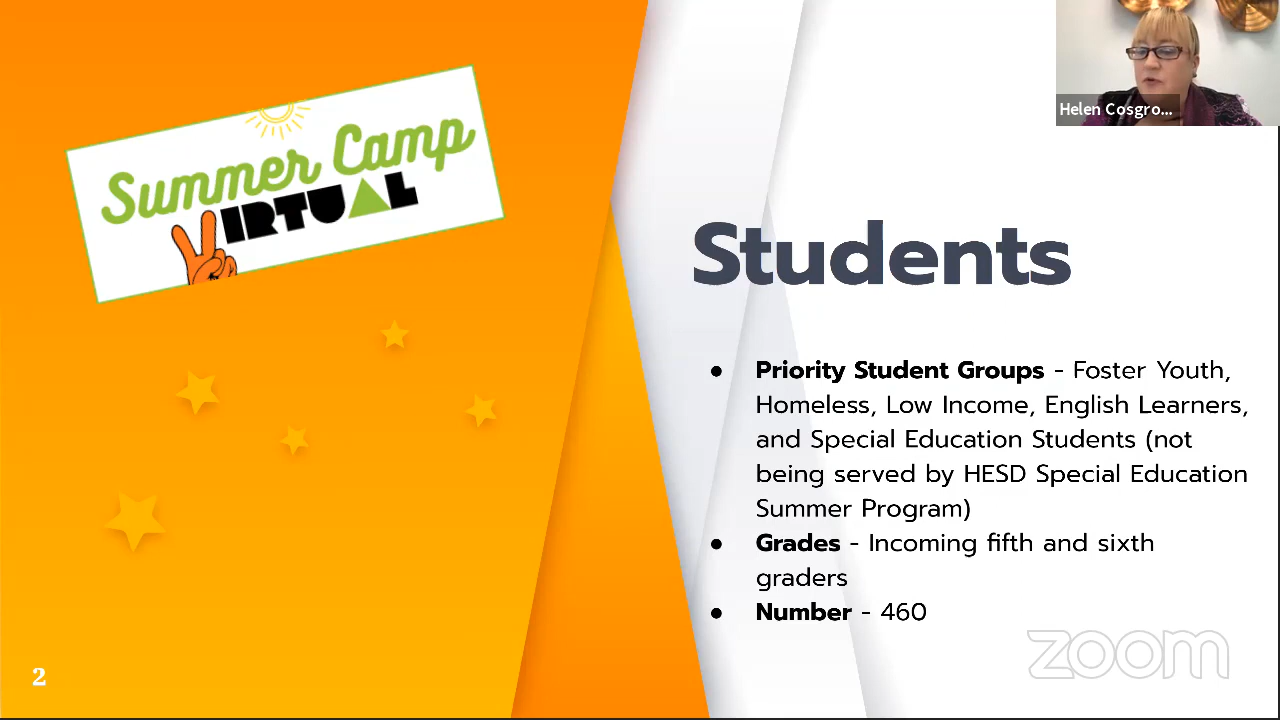 Summer Camp
VIRTUAL
Helen Cosgro...
Students
● Priority Student Groups - Foster Youth,
Homeless, Low Income, English Learners,
and Special Education Students (not
being served by HESD Special Education
Summer Program)
● Grades - Incoming fifth and sixth
graders
● Number - 460
zoom
2